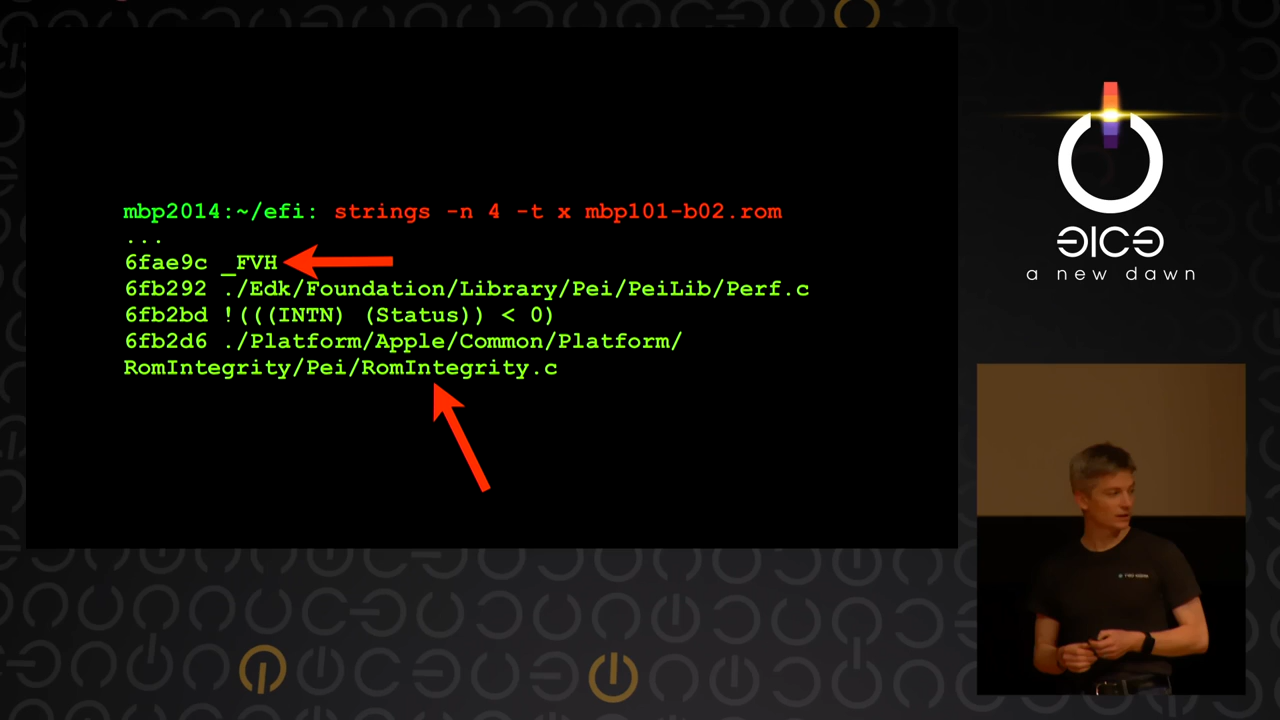 mbp2014:~/efi: strings -n 4 -t x mbp101-b02.rom
...
6fae9c _FVH
6fb292 ./Edk/Foundation/Library/Pei/PeiLib/Perf.c
6fb2bd !(((INTN) (Status)) < 0)
6fb2d6 ./Platform/Apple/Common/Platform/
RomIntegrity/Pei/RomIntegrity.c
a new dawn